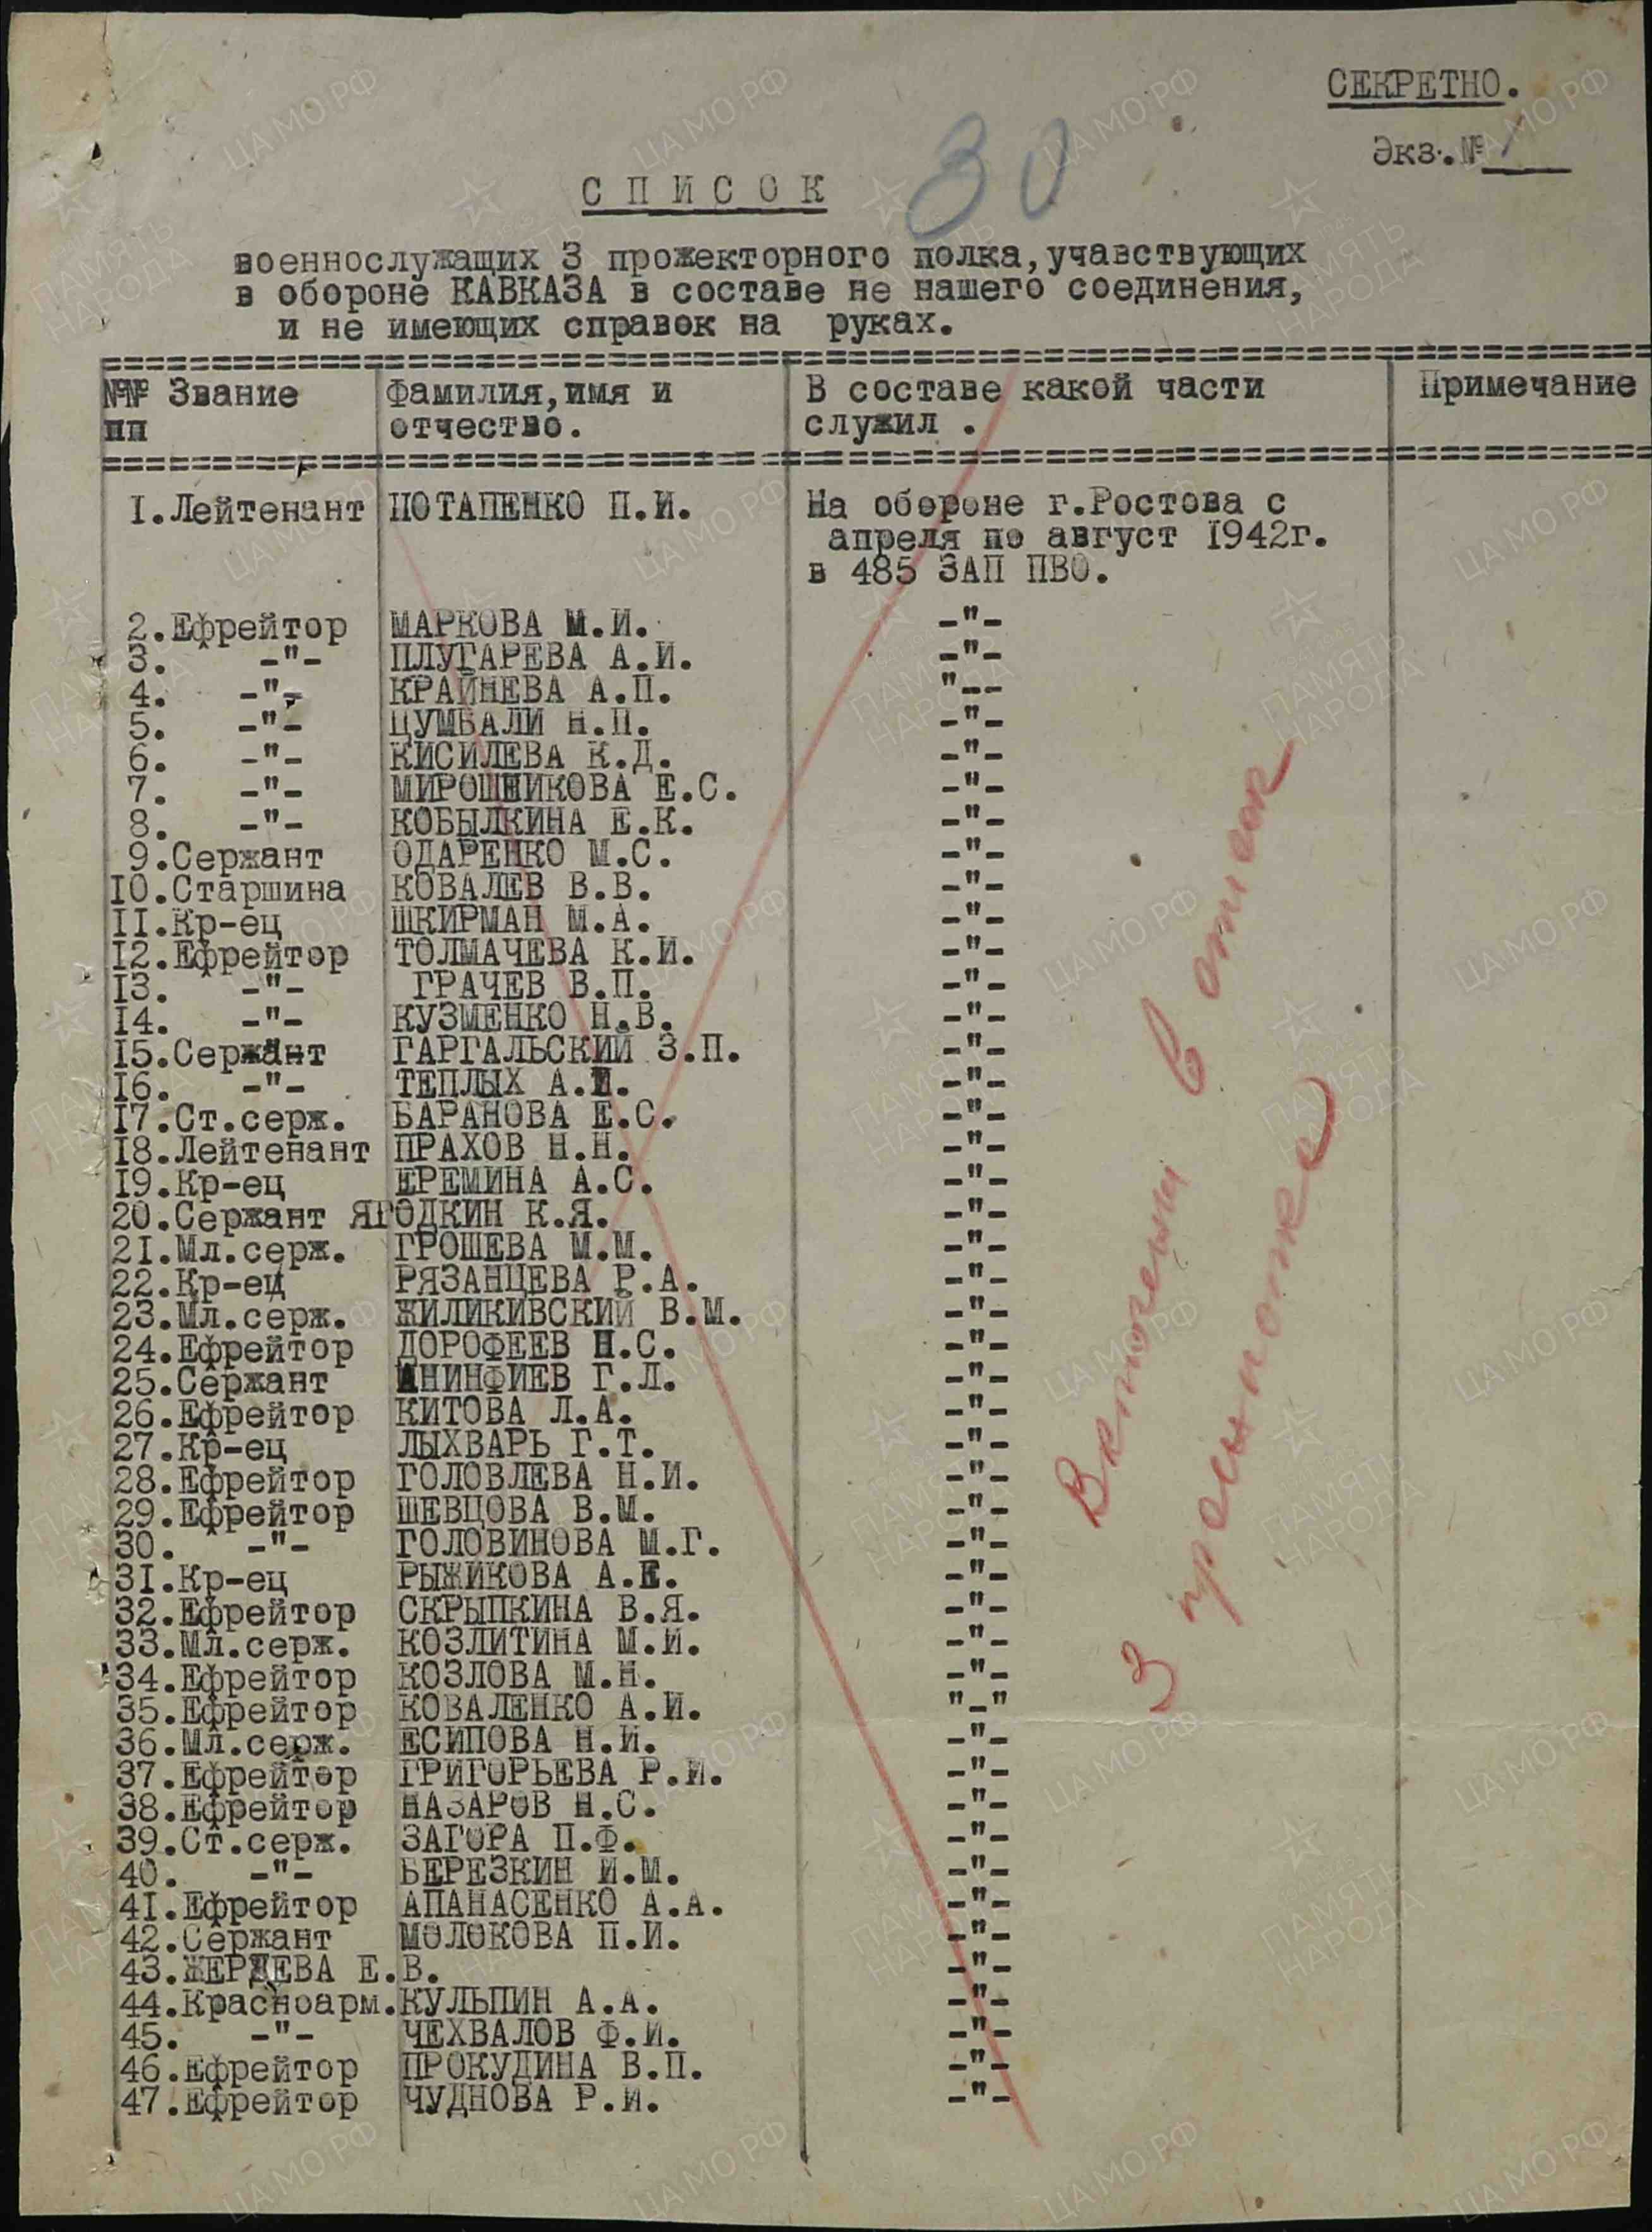 СЕКРЕТНО.
Экз.№ 1
30
СПИСОК
военнослужащих 3 прожекторного полка, учавствующих
в обороне КАВКАЗА в составе не нашего соединения,
и не имеющих справок на руках.
№№ пп Звание Фамилия, имя и отчество. В составе какой части служил . Примечание
1.Лейтенант ПОТАПЕНКО П.И. На обороне г.Ростова с
апреля по август 1942г.
в 485 ЗАП ПВО.
2.Ефрейтор МАРКОВА М.И. -"-
3. -"- ПЛУГАРЕВА А.И. -"-
4. -"- КРАЙНЕВА А.П. "--
5. -"- ЦУМБАЛИ Н.П. -"-
6. -"- КИСИЛЕВА К.Д. -"-
7. -"- МИРОШНИКОВА Е.С. -"-
8. -"- КОБЫЛКИНА Е.К. -"-
9.Сержант ОДАРЕНКО М.С. -"-
10.Старшина КОВАЛЕВ В.В. -"-
11.Кр-ец ШКИРМАН М.А. -"-
12.Ефрейтор ТОЛМАЧЕВА К.И. -"-
13. -"- ГРАЧЕВ В.П. -"-
14. -"- КУЗМЕНКО Н.В. -"-
15.Сержант ГАРГАЛЬСКИЙ З.П. -"-
16. -"- ТЕПЛЫХ А. -"-
17.Ст.серж. БАРАНОВА Е.С. -"-
18.Лейтенант ПРАХОВ Н.Н. -"-
19.Кр-ец ЕРЕМИНА А.С. -"-
20.Сержант ЯГОДКИН К.Я. -"-
21.Мл.серж. ГРОШЕВА М.М. -"-
22.Кр-ец РЯЗАНЦЕВА Р.А. -"-
23.Мл.серж. ЖИЛИКИВСКИЙ В.М. -"-
24.Ефрейтор ДОРОФЕЕВ Н.С. -"-
25.Сержант АНИНФИЕВ Г.Л. -"-
26.Ефрейтор КИТОВА Л.А. -"-
27.Кр-ец ЛЫХВАРЬ Г.Т. -"-
28.Ефрейтор ГОЛОВЛЕВА Н.И. -"-
29.Ефрейтор ШЕВЦОВА В.М. -"-
30. -"- ГОЛОВИНОВА М.Г. -"-
31.Кр-ец РЫЖИКОВА А.Е. -"-
32.Ефрейтор СКРЫПКИНА В.Я. -"-
33.Мл.серж. КОЗЛИТИНА М.И. -"-
34.Ефрейтор КОЗЛОВА М.Н. -"-
35.Ефрейтор КОВАЛЕНКО А.И. "-"
36.Мл.серж. ЕСИПОВА Н.И. -"-
37.Ефрейтор ГРИГОРЬЕВА Р.И. -"-
38.Ефрейтор НАЗАРОВ Н.С. -"-
39.Ст.серж. ЗАГОРА П.Ф. -"-
40. -"- БЕРЕЗКИН И.М. -"-
41.Ефрейтор АПАНАСЕНКО А.А. -"-
42.Сержант МОЛОКОВА П.И. -"-
43.ЖЕРДЕВА Е.В. -"-
44.Красноарм. КУЛЬПИН А.А. -"-
45. -"- ЧЕХВАЛОВ Ф.И. -"-
46.Ефрейтор ПРОКУДИНА В.П. -"-
47.Ефрейтор ЧУДНОВА Р.И. -"-
Включены в список
3 прожполка
ПАМЯТЬ НАРОДА
ЦАМО.РФ